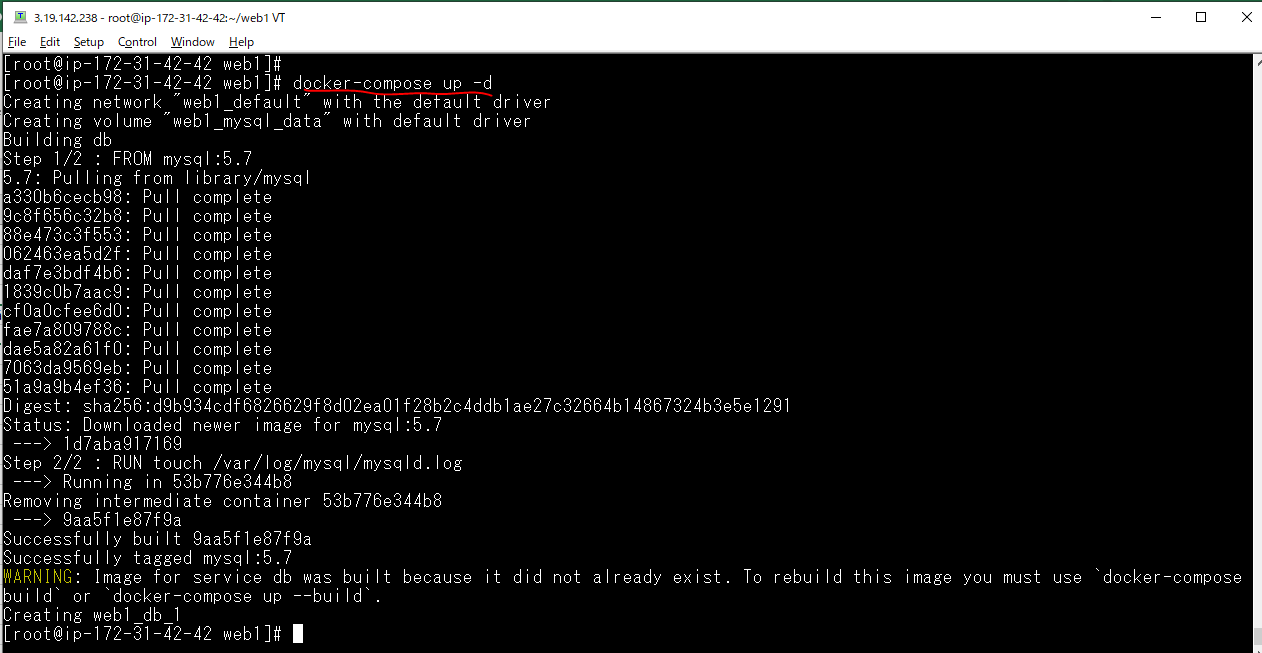 3.19.142.238 - root@ip-172-31-42-42:~/web1 VT
File Edit Setup Control Window Help
[root@ip-172-31-42-42 web1]#
[root@ip-172-31-42-42 web1]# docker-compose up -d
Creating network "web1_default" with the default driver
Creating volume "web1_mysql_data" with default driver
Building db
Step 1/2 : FROM mysql:5.7
5.7: Pulling from library/mysql
a330b6cecb98: Pull complete
9c8f656c32b8: Pull complete
88e473c3f553: Pull complete
062463ea5d2f: Pull complete
daf7e3bdf4b6: Pull complete
1839c0b7aac9: Pull complete
cf0a0cfee6d0: Pull complete
fae7a809788c: Pull complete
dae5a82a61f0: Pull complete
7063da9569eb: Pull complete
51a9a9b4ef36: Pull complete
Digest: sha256:d9b934cdf6826629f8d02ea01f28b2c4ddb1ae27c32664b14867324b3e5e1291
Status: Downloaded newer image for mysql:5.7
 ---> 1d7aba917169
Step 2/2 : RUN touch /var/log/mysql/mysqld.log
 ---> Running in 53b776e344b8
Removing intermediate container 53b776e344b8
 ---> 9aa5f1e87f9a
Successfully built 9aa5f1e87f9a
Successfully tagged mysql:5.7
WARNING: Image for service db was built because it did not already exist. To rebuild this image you must use `docker-compose
build` or `docker-compose up --build`.
Creating web1_db_1
[root@ip-172-31-42-42 web1]#